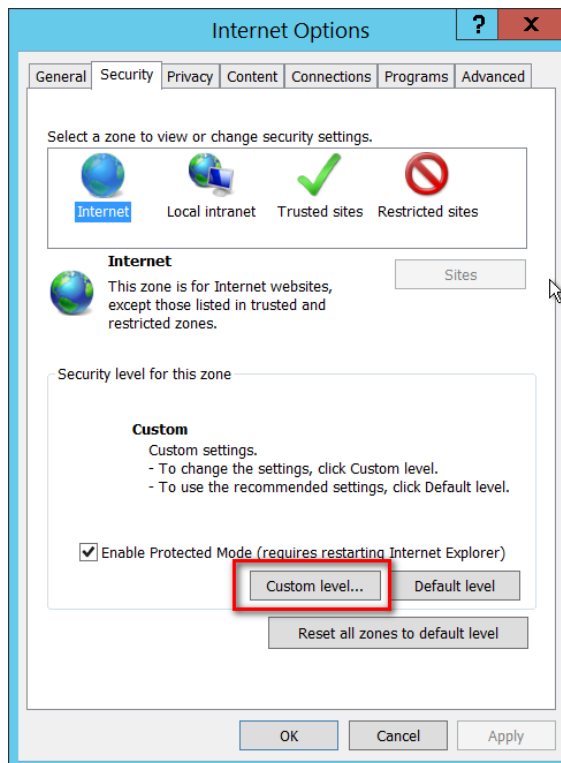 Internet Options
? X
General Security Privacy Content Connections Programs Advanced
Select a zone to view or change security settings.
Internet Local intranet Trusted sites Restricted sites
Internet
This zone is for Internet websites,
except those listed in trusted and
restricted zones.
Sites
Security level for this zone
Custom
Custom settings.
- To change the settings, click Custom level.
- To use the recommended settings, click Default level.
Enable Protected Mode (requires restarting Internet Explorer)
Custom level... Default level
Reset all zones to default level
OK Cancel Apply